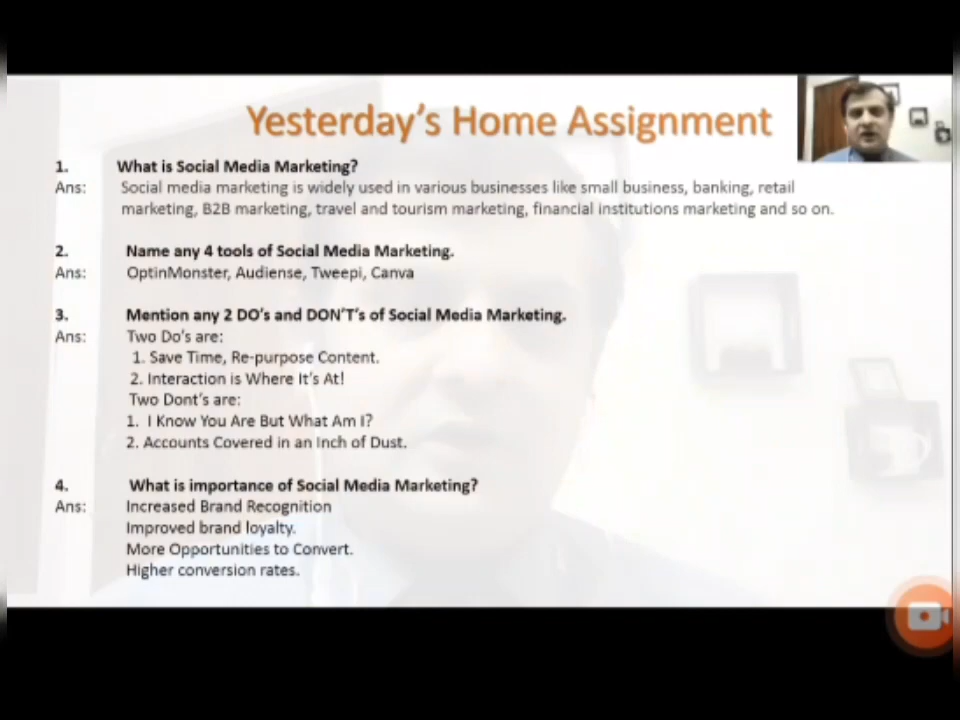 Yesterday's Home Assignment
1. What is Social Media Marketing?
Ans: Social media marketing is widely used in various businesses like small business, banking, retail
marketing, B2B marketing, travel and tourism marketing, financial institutions marketing and so on.
2. Name any 4 tools of Social Media Marketing.
Ans: OptinMonster, Audiense, Tweepi, Canva
3. Mention any 2 DO's and DON'T's of Social Media Marketing.
Ans: Two Do's are:
1. Save Time, Re-purpose Content.
2. Interaction is Where It's At!
Two Dont's are:
1. I Know You Are But What Am I?
2. Accounts Covered in an Inch of Dust.
4. What is importance of Social Media Marketing?
Ans: Increased Brand Recognition
Improved brand loyalty.
More Opportunities to Convert.
Higher conversion rates.